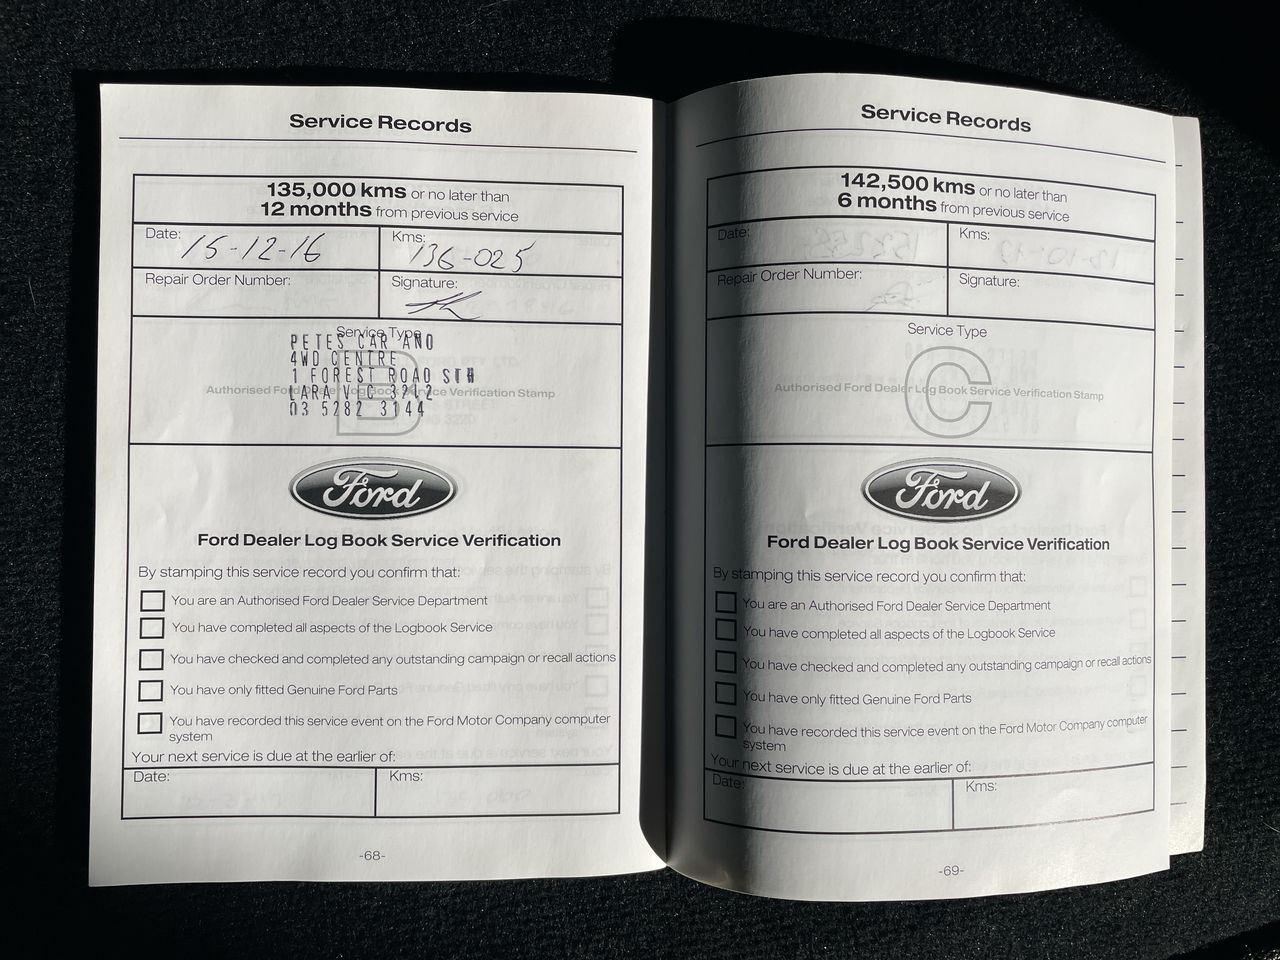 Service Records
135,000 kms or no later than
12 months from previous service
Date: 15-12-16
Kms: 136-025
Repair Order Number:
Signature:
Service Type
B
PETES CAR AND
4WD CENTRE
1 FOREST ROAD STH
Authorised Ford Dealer Log Book Service Verification Stamp
LARA VIC 3212
03 5282 3144
Ford
Ford Dealer Log Book Service Verification
By stamping this service record you confirm that:
You are an Authorised Ford Dealer Service Department
You have completed all aspects of the Logbook Service
You have checked and completed any outstanding campaign or recall actions
You have only fitted Genuine Ford Parts
You have recorded this service event on the Ford Motor Company computer
system
Your next service is due at the earlier of:
Date:
Kms:
-68-
Service Records
142,500 kms or no later than
6 months from previous service
Date:
Kms:
Repair Order Number:
Signature:
Service Type
Authorised Ford Dealer Log Book Service Verification Stamp
C
Ford
Ford Dealer Log Book Service Verification
By stamping this service record you confirm that:
You are an Authorised Ford Dealer Service Department
You have completed all aspects of the Logbook Service
You have checked and completed any outstanding campaign or recall actions
You have only fitted Genuine Ford Parts
You have recorded this service event on the Ford Motor Company computer
system
Your next service is due at the earlier of:
Date:
Kms:
-69-